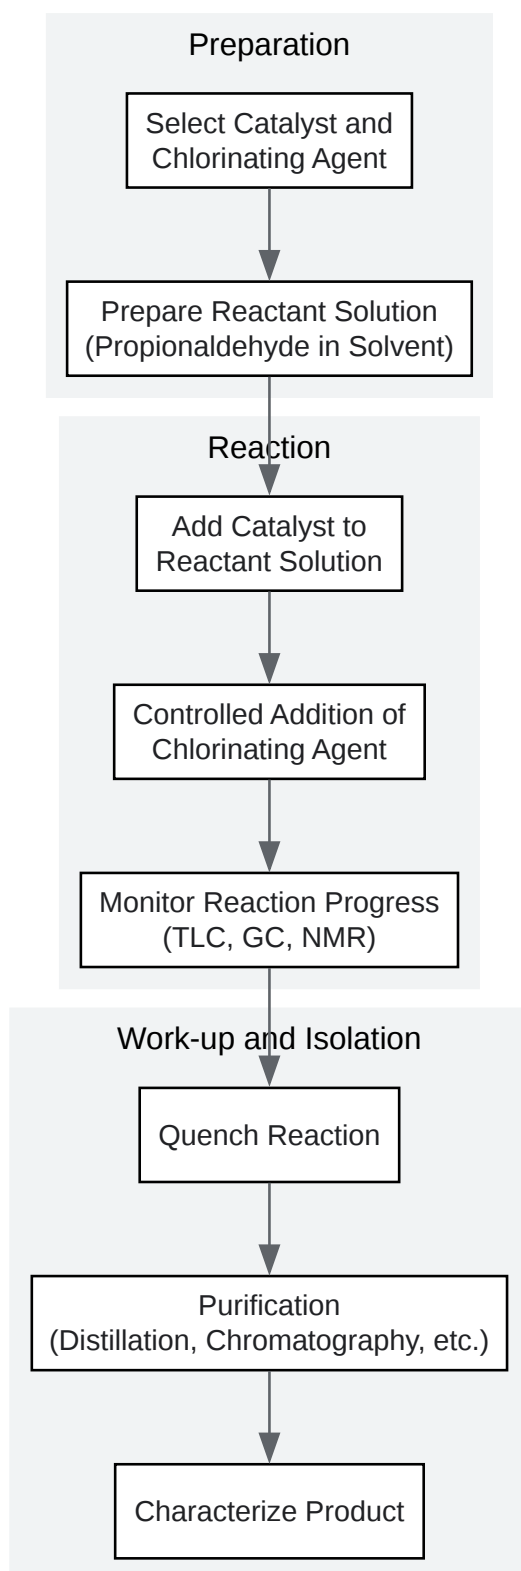 Preparation
Select Catalyst and
Chlorinating Agent
Prepare Reactant Solution
(Propionaldehyde in Solvent)
Reaction
Add Catalyst to
Reactant Solution
Controlled Addition of
Chlorinating Agent
Monitor Reaction Progress
(TLC, GC, NMR)
Work-up and Isolation
Quench Reaction
Purification
(Distillation, Chromatography, etc.)
Characterize Product